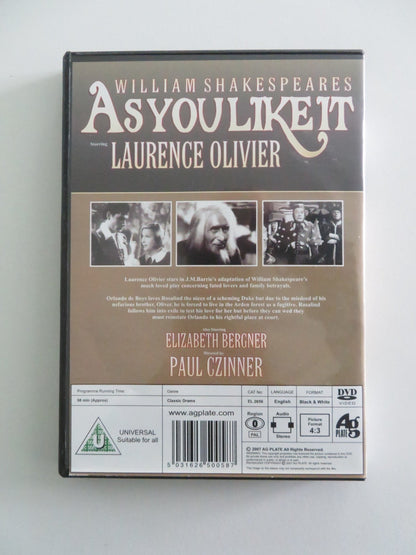 WILLIAM SHAKESPEARES
AS YOU LIKE IT
Starring
LAURENCE OLIVIER
Laurence Olivier stars in J.M.Barrie's adaptation of William Shakespeare's
much loved play concerning fated lovers and family betrayals.
Orlando de Boys loves Rosalind the niece of a scheming Duke but due to the misdeed of his
nefarious brother, Oliver, he is forced to live in the Arden forest as a fugitive. Rosalind
follows him into exile to test his love for her but before they can wed they
must reinstate Orlando to his rightful place at court.
Also Starring
ELIZABETH BERGNER
Directed by
PAUL CZINNER
Programme Running Time:
Genre
CAT No:
LANGUAGE
FORMAT
DVD
VIDEO
(Approx)
Classic Drama
English
Black & White
U
UNIVERSAL
Suitable for all
www.agplate.com
5 031626 500587
Region
0
PAL
Audio
Stereo
Picture
Format
4:3
Ag
PLATE
© 2007 AG PLATE